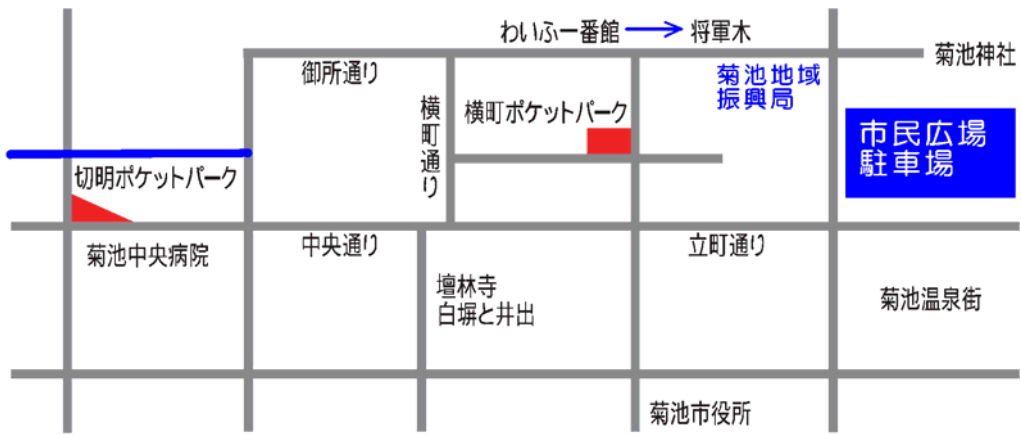 わいふ一番館
将軍木
菊池神社
御所通り
菊池地域
振興局
横町通り
横町ポケットパーク
市民広場
駐車場
切明ポケットパーク
菊池中央病院
中央通り
立町通り
壇林寺
白塀と井出
菊池温泉街
菊池市役所